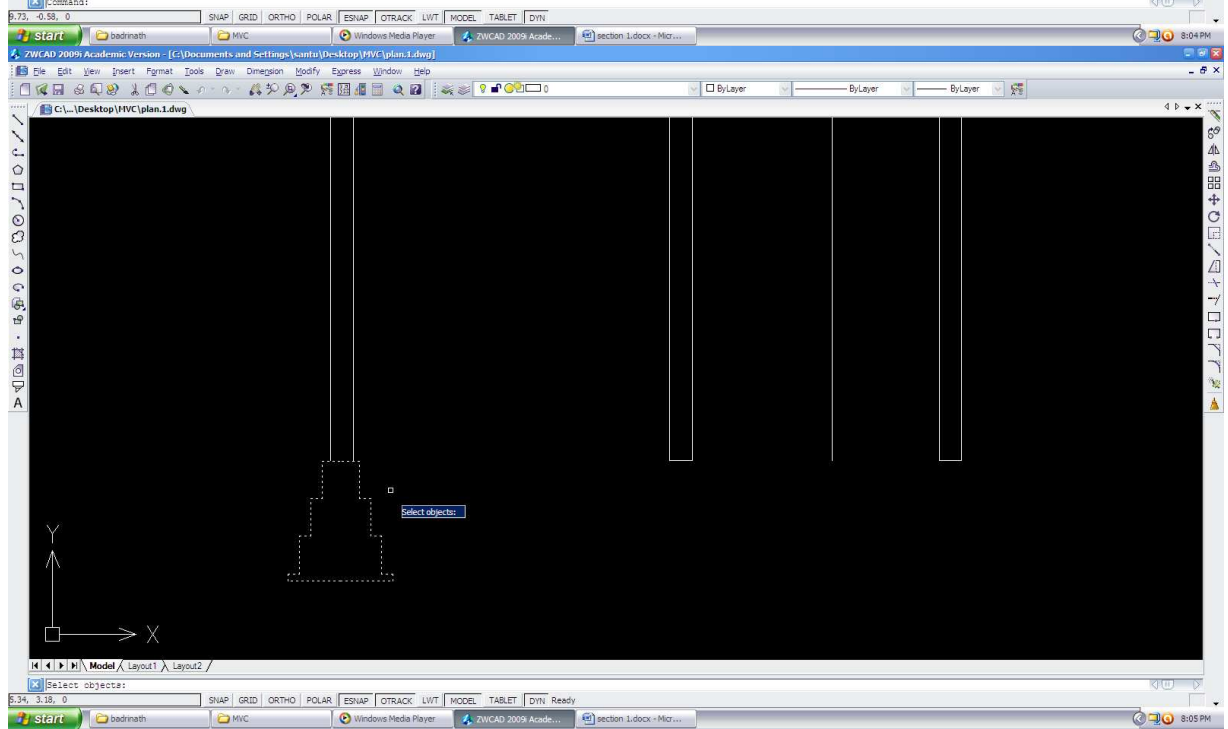 Command:
9.73, -0.58, 0 SNAP GRID ORTHO POLAR ESNAP OTRACK LWT MODEL TABLET DYN
start badrinath MVC Windows Media Player ZWCAD 2009i Acade... section 1.docx - Micr... 8:04 PM
ZWCAD 2009i Academic Version - [C:\Documents and Settings\santu\Desktop\MVC\plan.1.dwg]
File Edit View Insert Format Tools Draw Dimension Modify Express Window Help
0 ByLayer ByLayer ByLayer
C:\...\Desktop\MVC\plan.1.dwg
A
Select objects:
Y
X
Model Layout1 Layout2
Select objects:
5.34, 3.18, 0 SNAP GRID ORTHO POLAR ESNAP OTRACK LWT MODEL TABLET DYN Ready
start badrinath MVC Windows Media Player ZWCAD 2009i Acade... section 1.docx - Micr... 8:05 PM